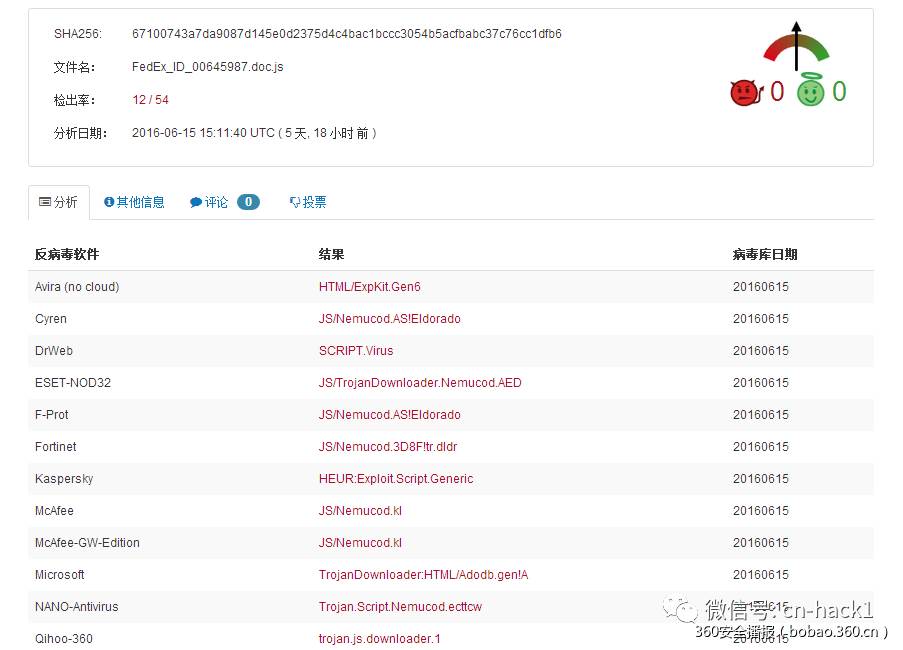 SHA256: 67100743a7da9087d145e0d2375d4c4bac1bccc3054b5acfbabc37c76cc1dfb6
文件名： FedEx_ID_00645987.doc.js
检出率： 12 / 54
分析日期： 2016-06-15 15:11:40 UTC ( 5 天, 18 小时 前 )
0 0
分析 其他信息 评论 0 投票
反病毒软件 结果 病毒库日期
Avira (no cloud) HTML/ExpKit.Gen6 20160615
Cyren JS/Nemucod.AS!Eldorado 20160615
DrWeb SCRIPT.Virus 20160615
ESET-NOD32 JS/TrojanDownloader.Nemucod.AED 20160615
F-Prot JS/Nemucod.AS!Eldorado 20160615
Fortinet JS/Nemucod.3D8F!tr.dldr 20160615
Kaspersky HEUR:Exploit.Script.Generic 20160615
McAfee JS/Nemucod.kl 20160615
McAfee-GW-Edition JS/Nemucod.kl 20160615
Microsoft TrojanDownloader:HTML/Adodb.gen!A 20160615
NANO-Antivirus Trojan.Script.Nemucod.ecttcw 20160615
微信号: cn-hack1
360安全播报 ( bobao.360.cn )
Qihoo-360 trojan.js.downloader.1 20160615